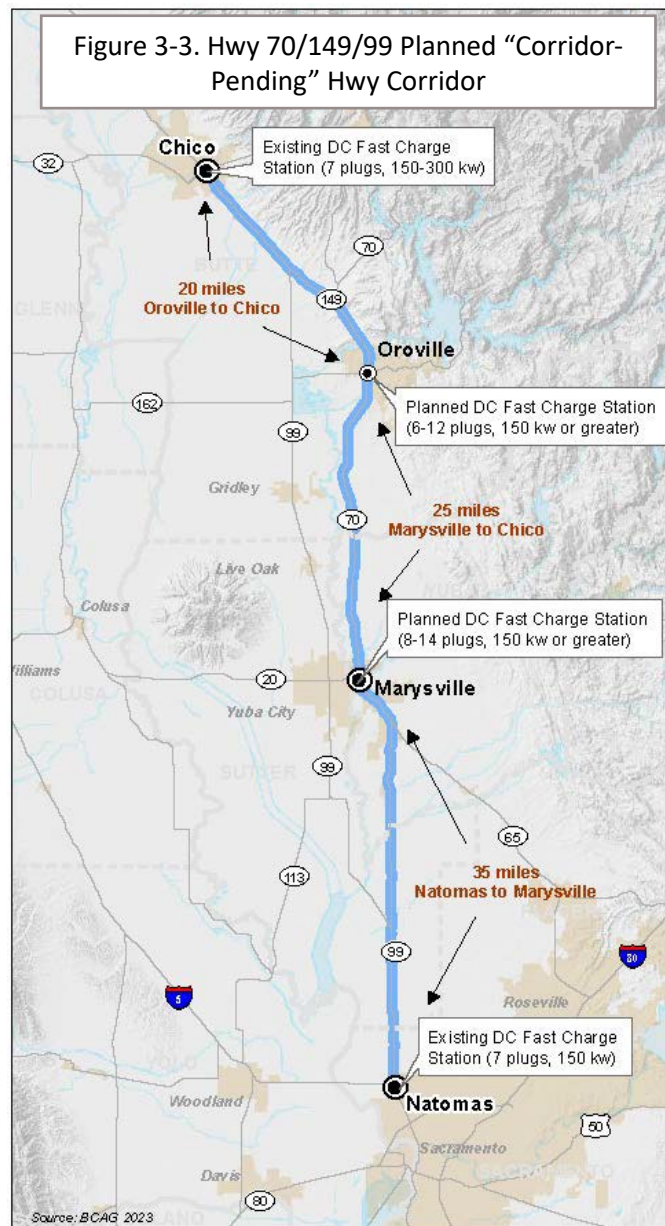 Figure 3-3. Hwy 70/149/99 Planned “Corridor-
Pending” Hwy Corridor
Chico
Existing DC Fast Charge
Station (7 plugs, 150-300 kw)
32
70
BUTTE
20 miles
Oroville to Chico
149
GLENN
Oroville
162
99
Planned DC Fast Charge Station
(6-12 plugs, 150 kw or greater)
Gridley
70
25 miles
Marysville to Chico
Live Oak
Colusa
Planned DC Fast Charge Station
(8-14 plugs, 150 kw or greater)
Williams
COLUSA
20
Marysville
Yuba City
SUTTER
99
65
113
35 miles
Natomas to Marysville
99
80
5
Roseville
YOLO
Existing DC Fast Charge
Station (7 plugs, 150 kw)
Woodland
Natomas
50
Sacramento
SACRAMENTO
Davis
80
Source: BCAG 2023